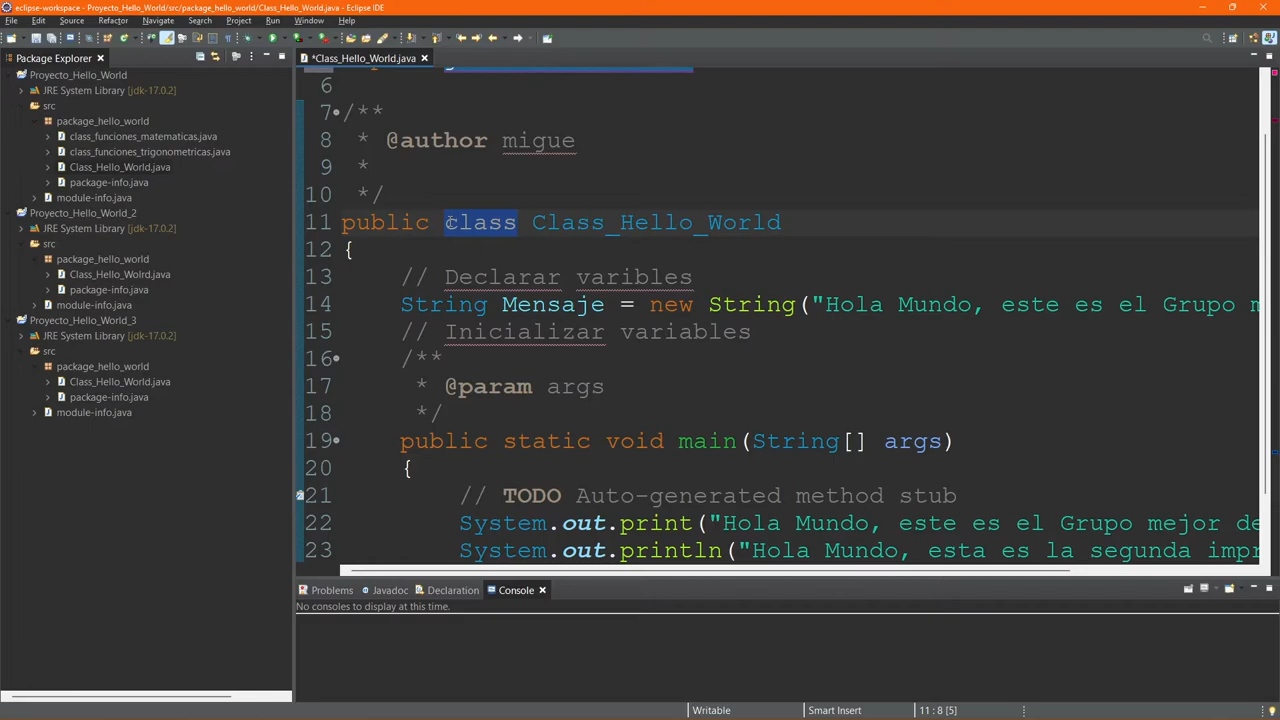 eclipse-workspace - Proyecto_Hello_World/src/package_hello_world/Class_Hello_World.java - Eclipse IDE
File Edit Source Refactor Navigate Search Project Run Window Help
Package Explorer
*Class_Hello_World.java
Proyecto_Hello_World
JRE System Library [jdk-17.0.2]
src
package_hello_world
class_funciones_matematicas.java
class_funciones_trigonometricas.java
Class_Hello_World.java
package-info.java
module-info.java
Proyecto_Hello_World_2
JRE System Library [jdk-17.0.2]
src
package_hello_world
Class_Hello_Wolrd.java
package-info.java
module-info.java
Proyecto_Hello_World_3
JRE System Library [jdk-17.0.2]
src
package_hello_world
Class_Hello_World.java
package-info.java
module-info.java
6
7 /**
8 * @author migue
9 *
10 */
11 public class Class_Hello_World
12 {
13 // Declarar varibles
14 String Mensaje = new String("Hola Mundo, este es el Grupo m
15 // Inicializar variables
16 /**
17 * @param args
18 */
19 public static void main(String[] args)
20 {
21 // TODO Auto-generated method stub
22 System.out.print("Hola Mundo, este es el Grupo mejor de
23 System.out.println("Hola Mundo, esta es la segunda impr
Problems Javadoc Declaration Console
No consoles to display at this time.
Writable Smart Insert 11 : 8 [5]